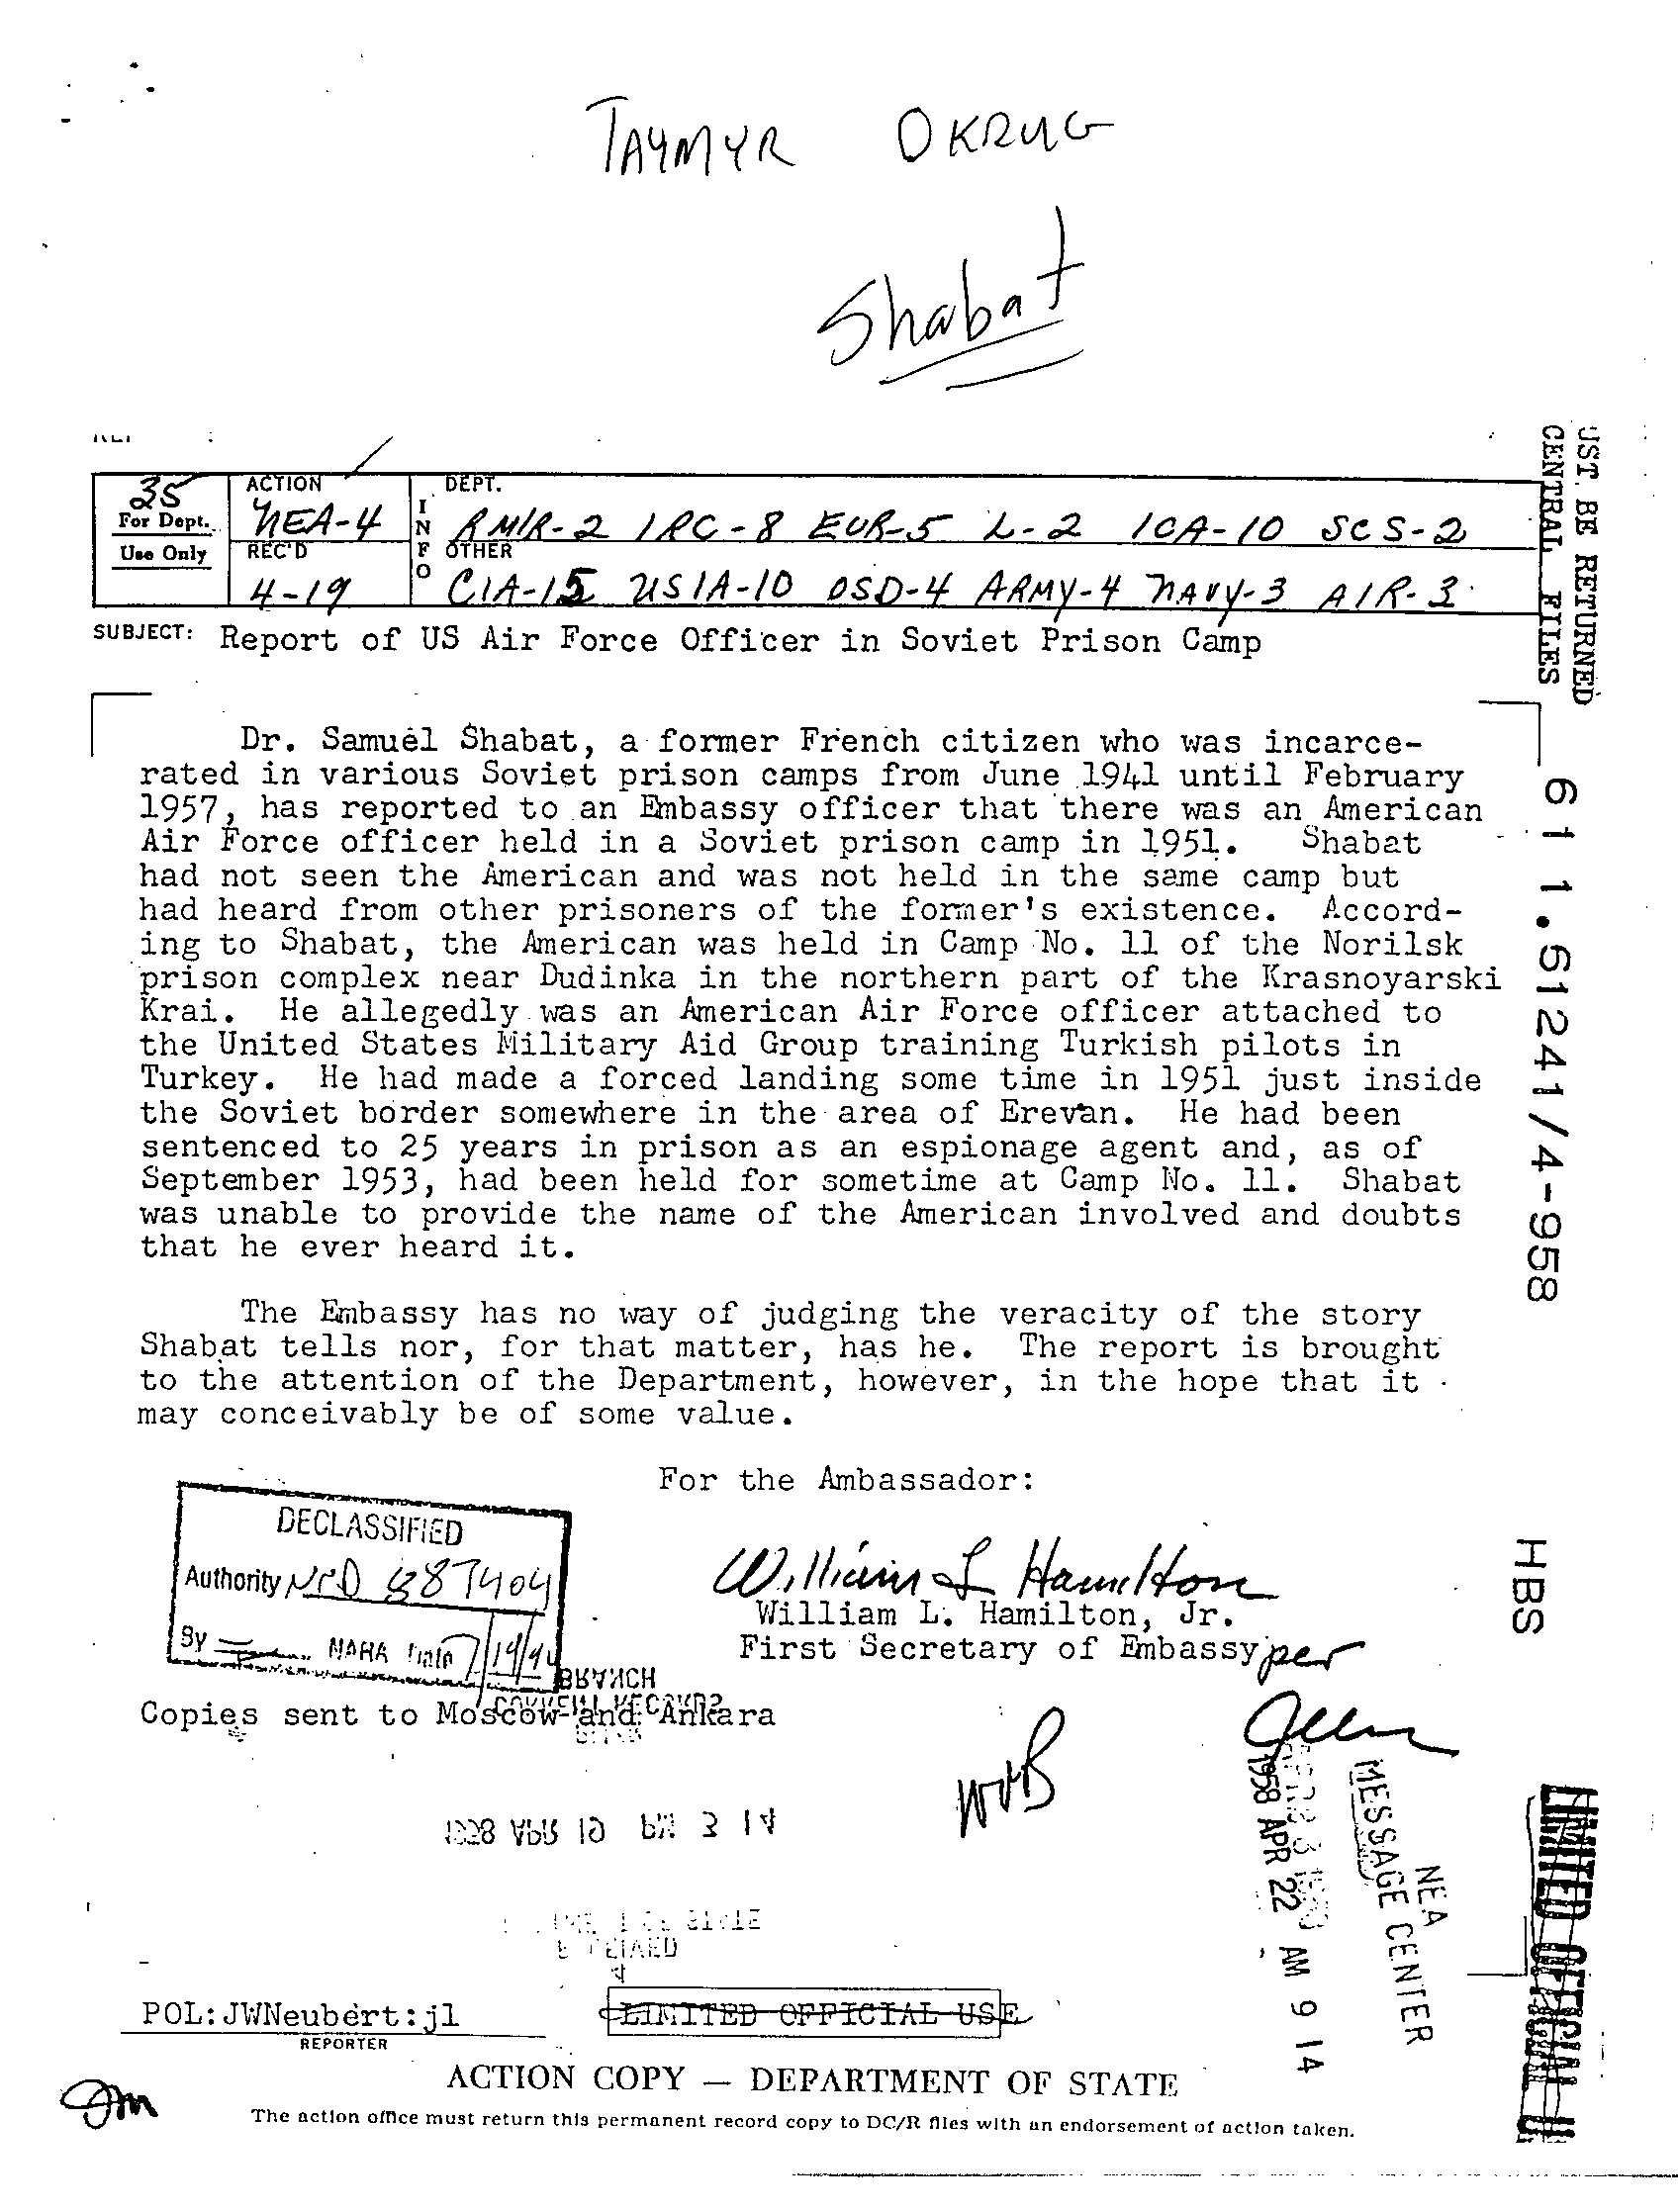 TAYMYR OKRUG
Shabat
35
For Dept.
Use Only
ACTION
NEA-4
REC'D
4-19
INFO
DEPT.
RM/R-2 IRC-8 EUR-5 L-2 ICA-10 SCS-2
OTHER
CIA-15 USIA-10 OSD-4 ARMY-4 NAVY-3 AIR-3
UST BE RETURNED
CENTRAL FILES
SUBJECT: Report of US Air Force Officer in Soviet Prison Camp
Dr. Samuel Shabat, a former French citizen who was incarce-
rated in various Soviet prison camps from June 1941 until February
1957, has reported to an Embassy officer that there was an American
Air Force officer held in a Soviet prison camp in 1951. Shabat
had not seen the American and was not held in the same camp but
had heard from other prisoners of the former's existence. Accord-
ing to Shabat, the American was held in Camp No. 11 of the Norilsk
prison complex near Dudinka in the northern part of the Krasnoyarski
Krai. He allegedly was an American Air Force officer attached to
the United States Military Aid Group training Turkish pilots in
Turkey. He had made a forced landing some time in 1951 just inside
the Soviet border somewhere in the area of Erevan. He had been
sentenced to 25 years in prison as an espionage agent and, as of
September 1953, had been held for sometime at Camp No. 11. Shabat
was unable to provide the name of the American involved and doubts
that he ever heard it.
611.61241/4-958
The Embassy has no way of judging the veracity of the story
Shabat tells nor, for that matter, has he. The report is brought
to the attention of the Department, however, in the hope that it
may conceivably be of some value.
For the Ambassador:
HBS
DECLASSIFIED
Authority NND 887404
By NARA Date 7/19/94
William L Hamilton
William L. Hamilton, Jr.
First Secretary of Embassy per
BRANCH
Copies sent to Moscow and Ankara
WVB
1958 APR 19 PM 3 14
1958 APR 22 AM 9 14
NEA
MESSAGE CENTER
LIMITED OFFICIAL U
POL:JWNeubert:jl
REPORTER
LIMITED OFFICIAL USE
ACTION COPY — DEPARTMENT OF STATE
The action office must return this permanent record copy to DC/R files with an endorsement of action taken.